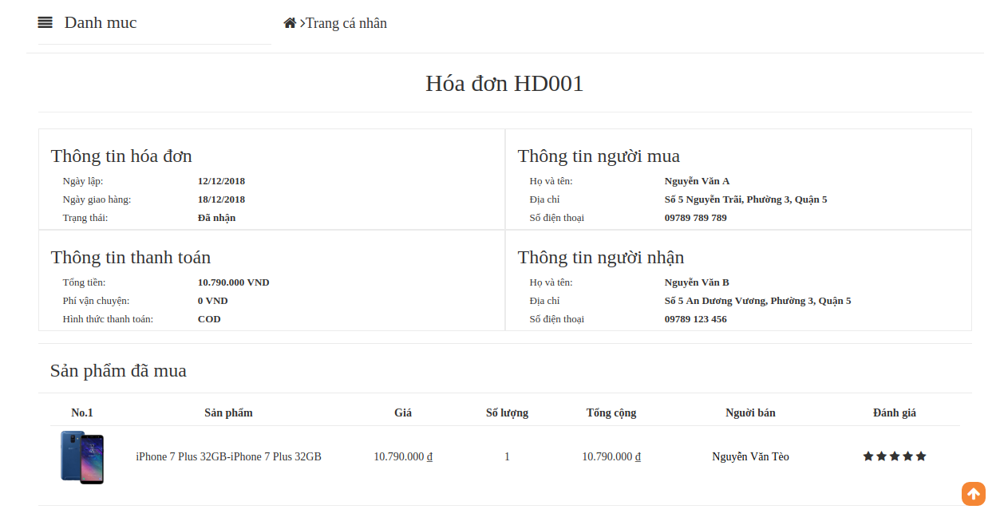 Danh muc
Trang cá nhân
Hóa đơn HD001
Thông tin hóa đơn
Ngày lập: 12/12/2018
Ngày giao hàng: 18/12/2018
Trạng thái: Đã nhận
Thông tin người mua
Họ và tên: Nguyễn Văn A
Địa chỉ Số 5 Nguyễn Trãi, Phường 3, Quận 5
Số điện thoại 09789 789 789
Thông tin thanh toán
Tổng tiền: 10.790.000 VND
Phí vận chuyện: 0 VND
Hình thức thanh toán: COD
Thông tin người nhận
Họ và tên: Nguyễn Văn B
Địa chỉ Số 5 An Dương Vương, Phường 3, Quận 5
Số điện thoại 09789 123 456
Sản phẩm đã mua
No.1 Sản phẩm Giá Số lượng Tổng cộng Người bán Đánh giá
iPhone 7 Plus 32GB-iPhone 7 Plus 32GB 10.790.000 ₫ 1 10.790.000 ₫ Nguyễn Văn Tèo